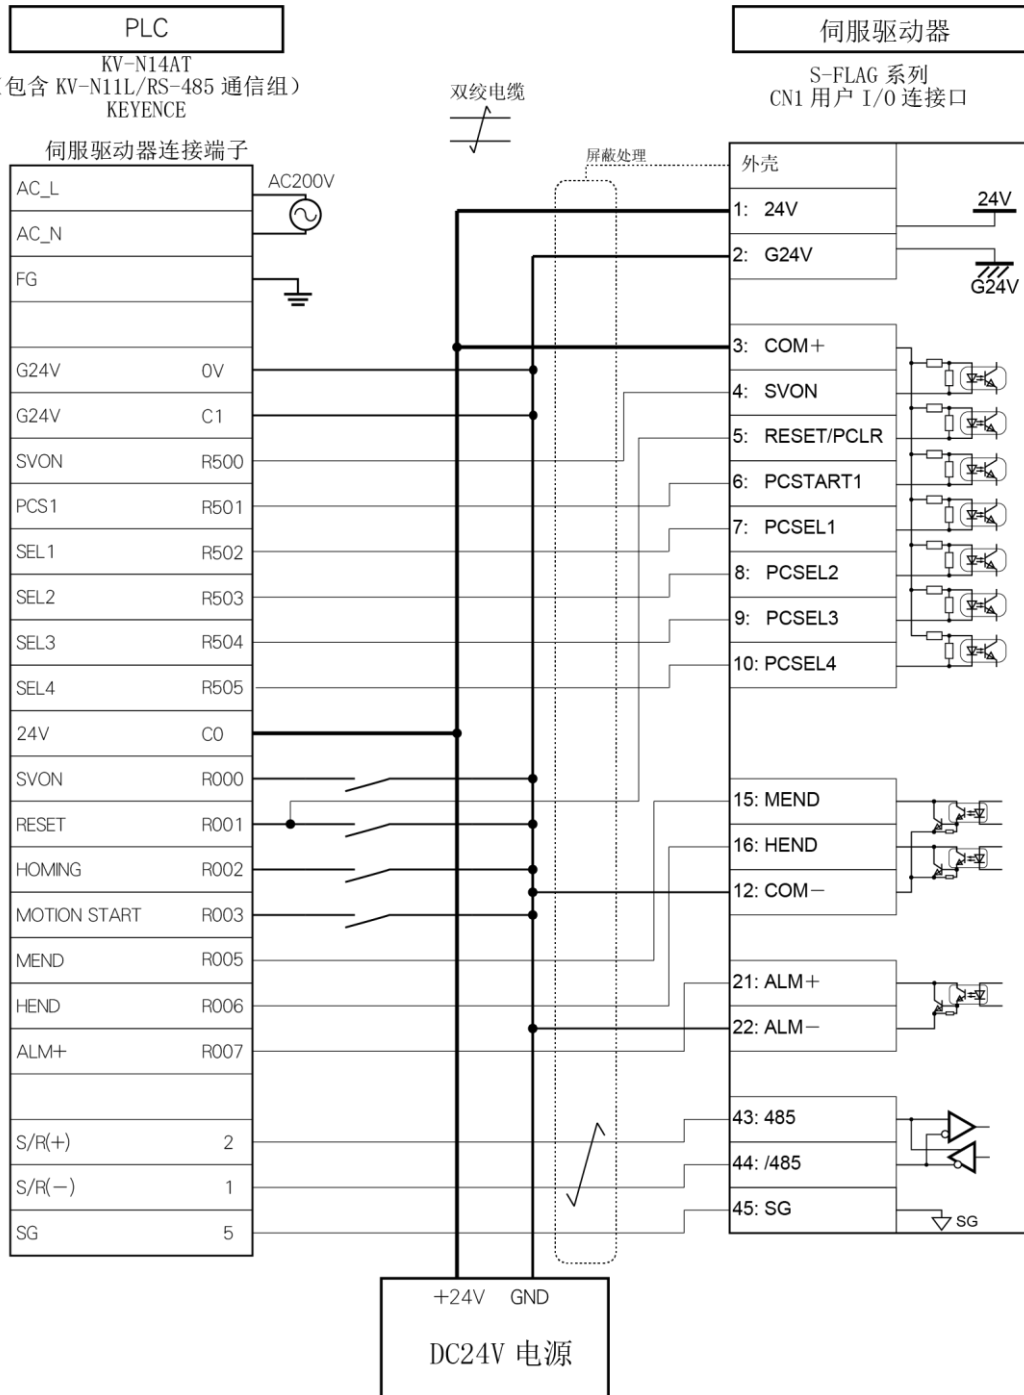 PLC
KV-N14AT
（包含 KV-N11L/RS-485 通信组）
KEYENCE
伺服驱动器连接端子
AC_L
AC_N
FG
G24V 0V
G24V C1
SVON R500
PCS1 R501
SEL1 R502
SEL2 R503
SEL3 R504
SEL4 R505
24V C0
SVON R000
RESET R001
HOMING R002
MOTION START R003
MEND R005
HEND R006
ALM+ R007
S/R(+) 2
S/R(−) 1
SG 5
AC200V
双绞电缆
屏蔽处理
伺服驱动器
S-FLAG 系列
CN1 用户 I/O 连接口
外壳
1: 24V
2: G24V
24V
G24V
3: COM+
4: SVON
5: RESET/PCLR
6: PCSTART1
7: PCSEL1
8: PCSEL2
9: PCSEL3
10: PCSEL4
15: MEND
16: HEND
12: COM−
21: ALM+
22: ALM−
43: 485
44: /485
45: SG
SG
+24V GND
DC24V 电源